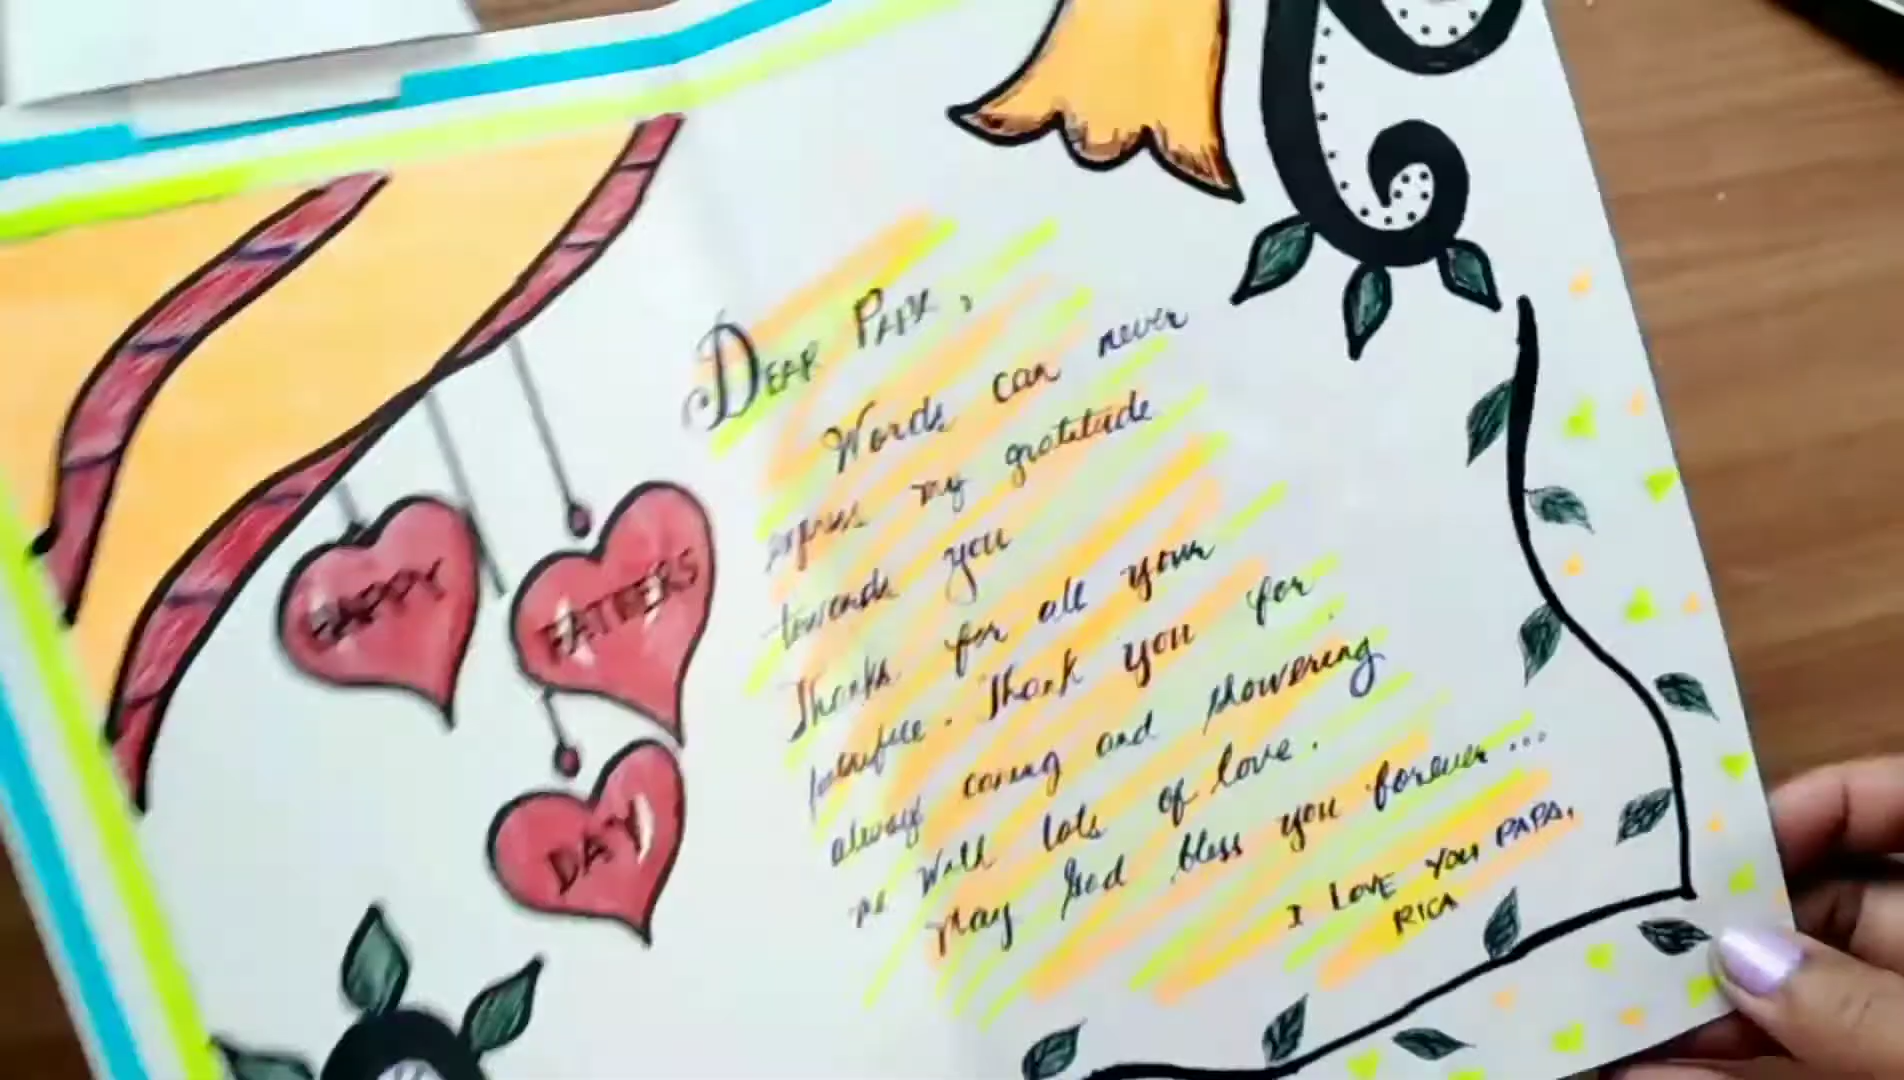 HAPPY
FATHERS
DAY
DEAR PAPA,
Words can never
express my gratitude
towards you
Thanks for all your
sacrifice. Thank you for
always caring and showering
me with lots of love.
May God bless you forever...
I LOVE YOU PAPA,
RICA